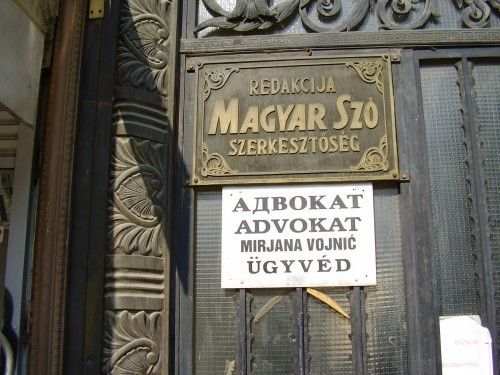 REDAKCIJA
MAGYAR SZÓ
SZERKESZTŐSÉG
АДВОКАТ
ADVOKAT
MIRJANA VOJNIĆ
ÜGYVÉD